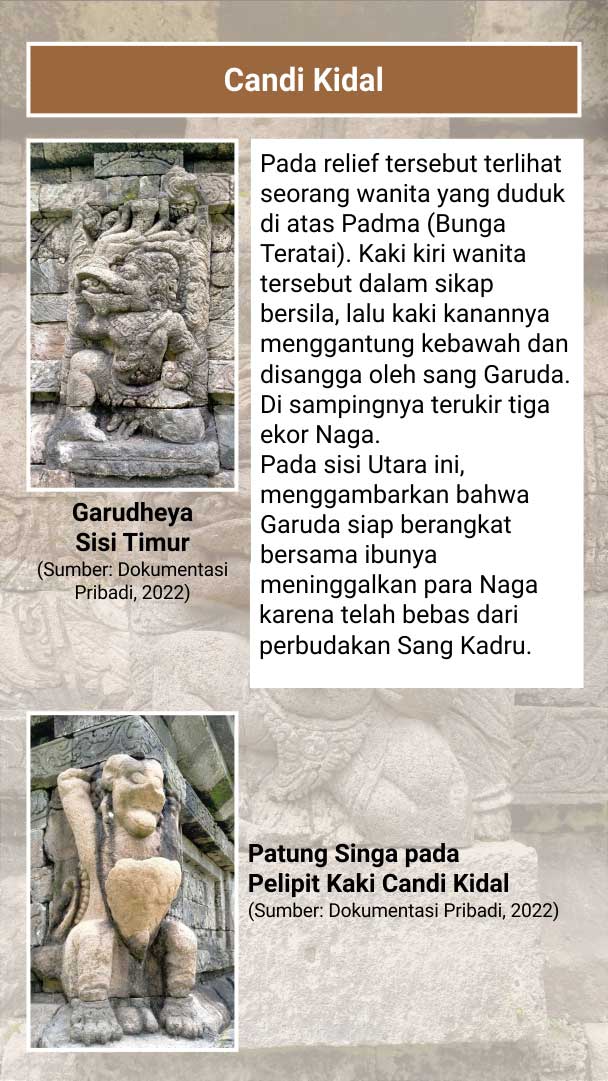 Candi Kidal
Pada relief tersebut terlihat
seorang wanita yang duduk
di atas Padma (Bunga
Teratai). Kaki kiri wanita
tersebut dalam sikap
bersila, lalu kaki kanannya
menggantung kebawah dan
disangga oleh sang Garuda.
Di sampingnya terukir tiga
ekor Naga.
Pada sisi Utara ini,
menggambarkan bahwa
Garuda siap berangkat
bersama ibunya
meninggalkan para Naga
karena telah bebas dari
perbudakan Sang Kadru.
Garudheya
Sisi Timur
(Sumber: Dokumentasi
Pribadi, 2022)
Patung Singa pada
Pelipit Kaki Candi Kidal
(Sumber: Dokumentasi Pribadi, 2022)